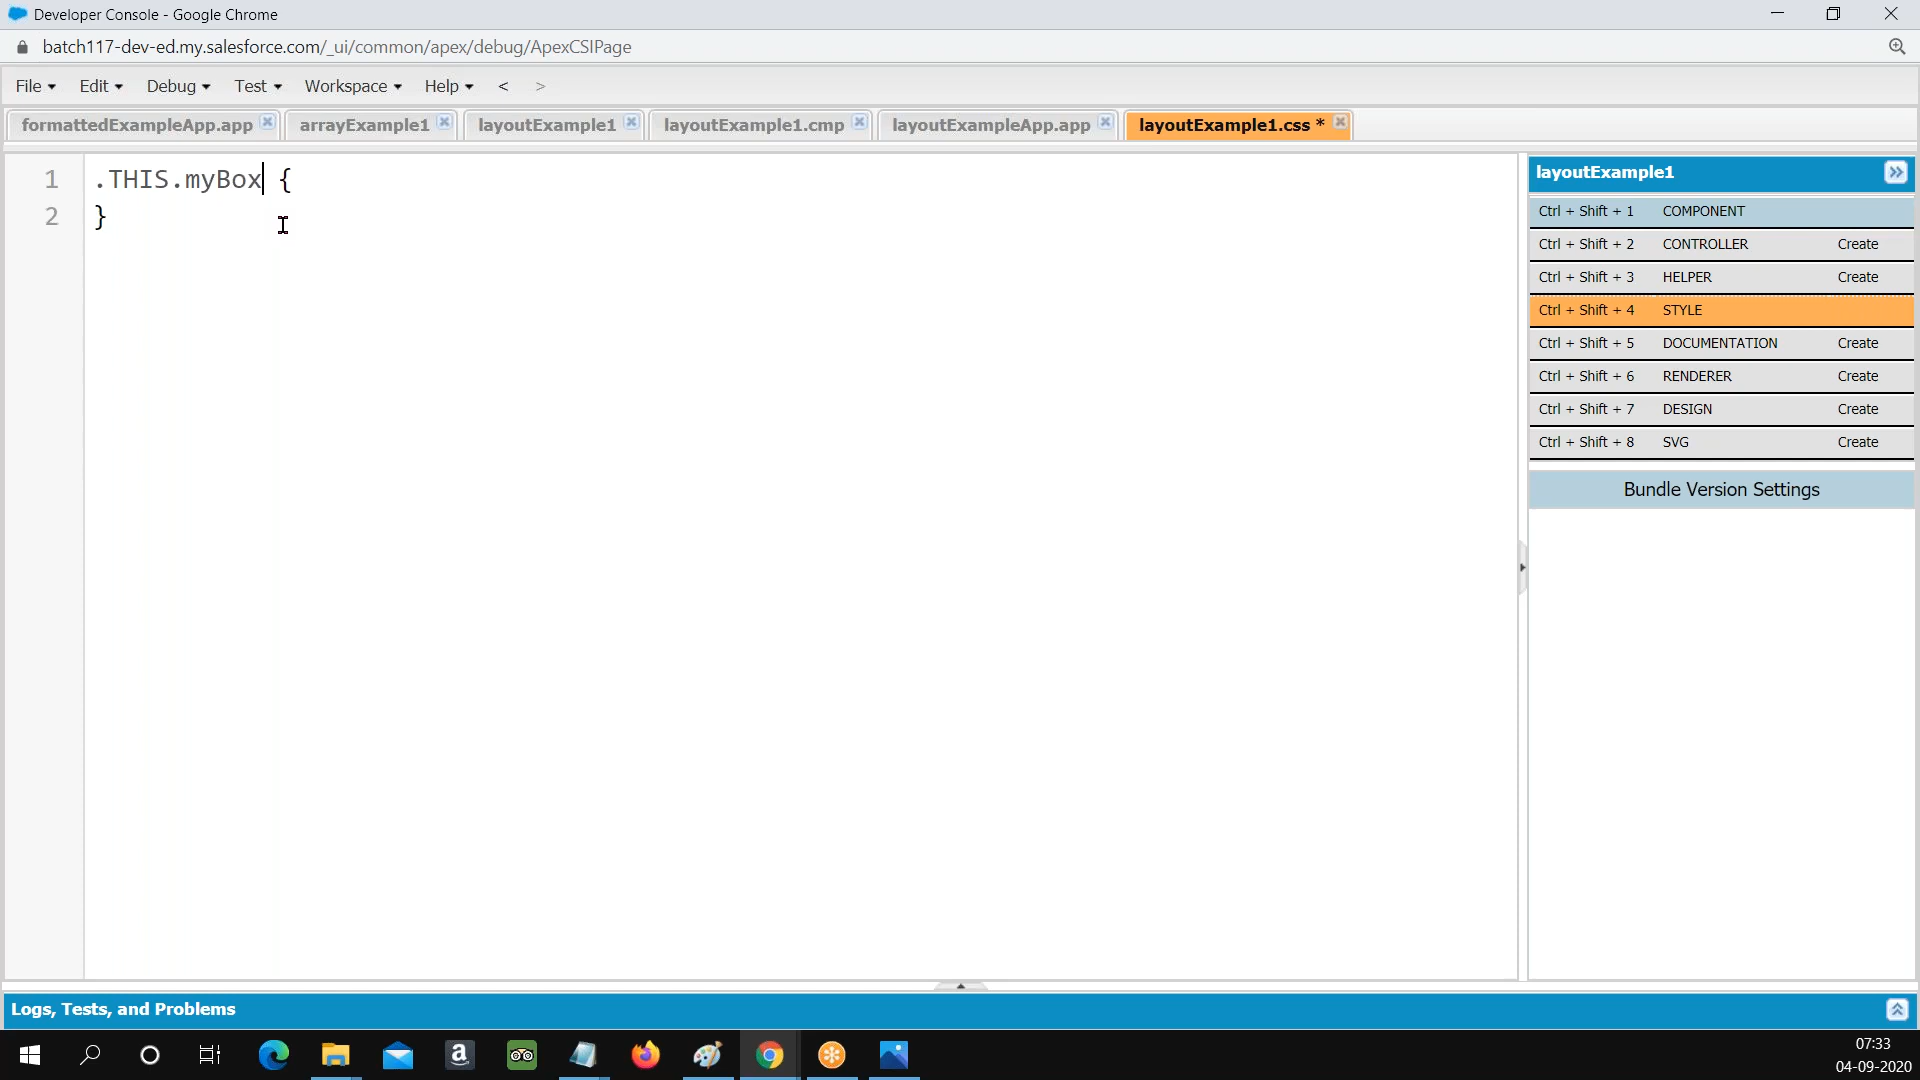 Developer Console - Google Chrome
batch117-dev-ed.my.salesforce.com/_ui/common/apex/debug/ApexCSIPage
File Edit Debug Test Workspace Help < >
formattedExampleApp.app arrayExample1 layoutExample1 layoutExample1.cmp layoutExampleApp.app layoutExample1.css *
1 .THIS.myBox {
2 }
layoutExample1
Ctrl + Shift + 1 COMPONENT
Ctrl + Shift + 2 CONTROLLER Create
Ctrl + Shift + 3 HELPER Create
Ctrl + Shift + 4 STYLE
Ctrl + Shift + 5 DOCUMENTATION Create
Ctrl + Shift + 6 RENDERER Create
Ctrl + Shift + 7 DESIGN Create
Ctrl + Shift + 8 SVG Create
Bundle Version Settings
Logs, Tests, and Problems
07:33
04-09-2020